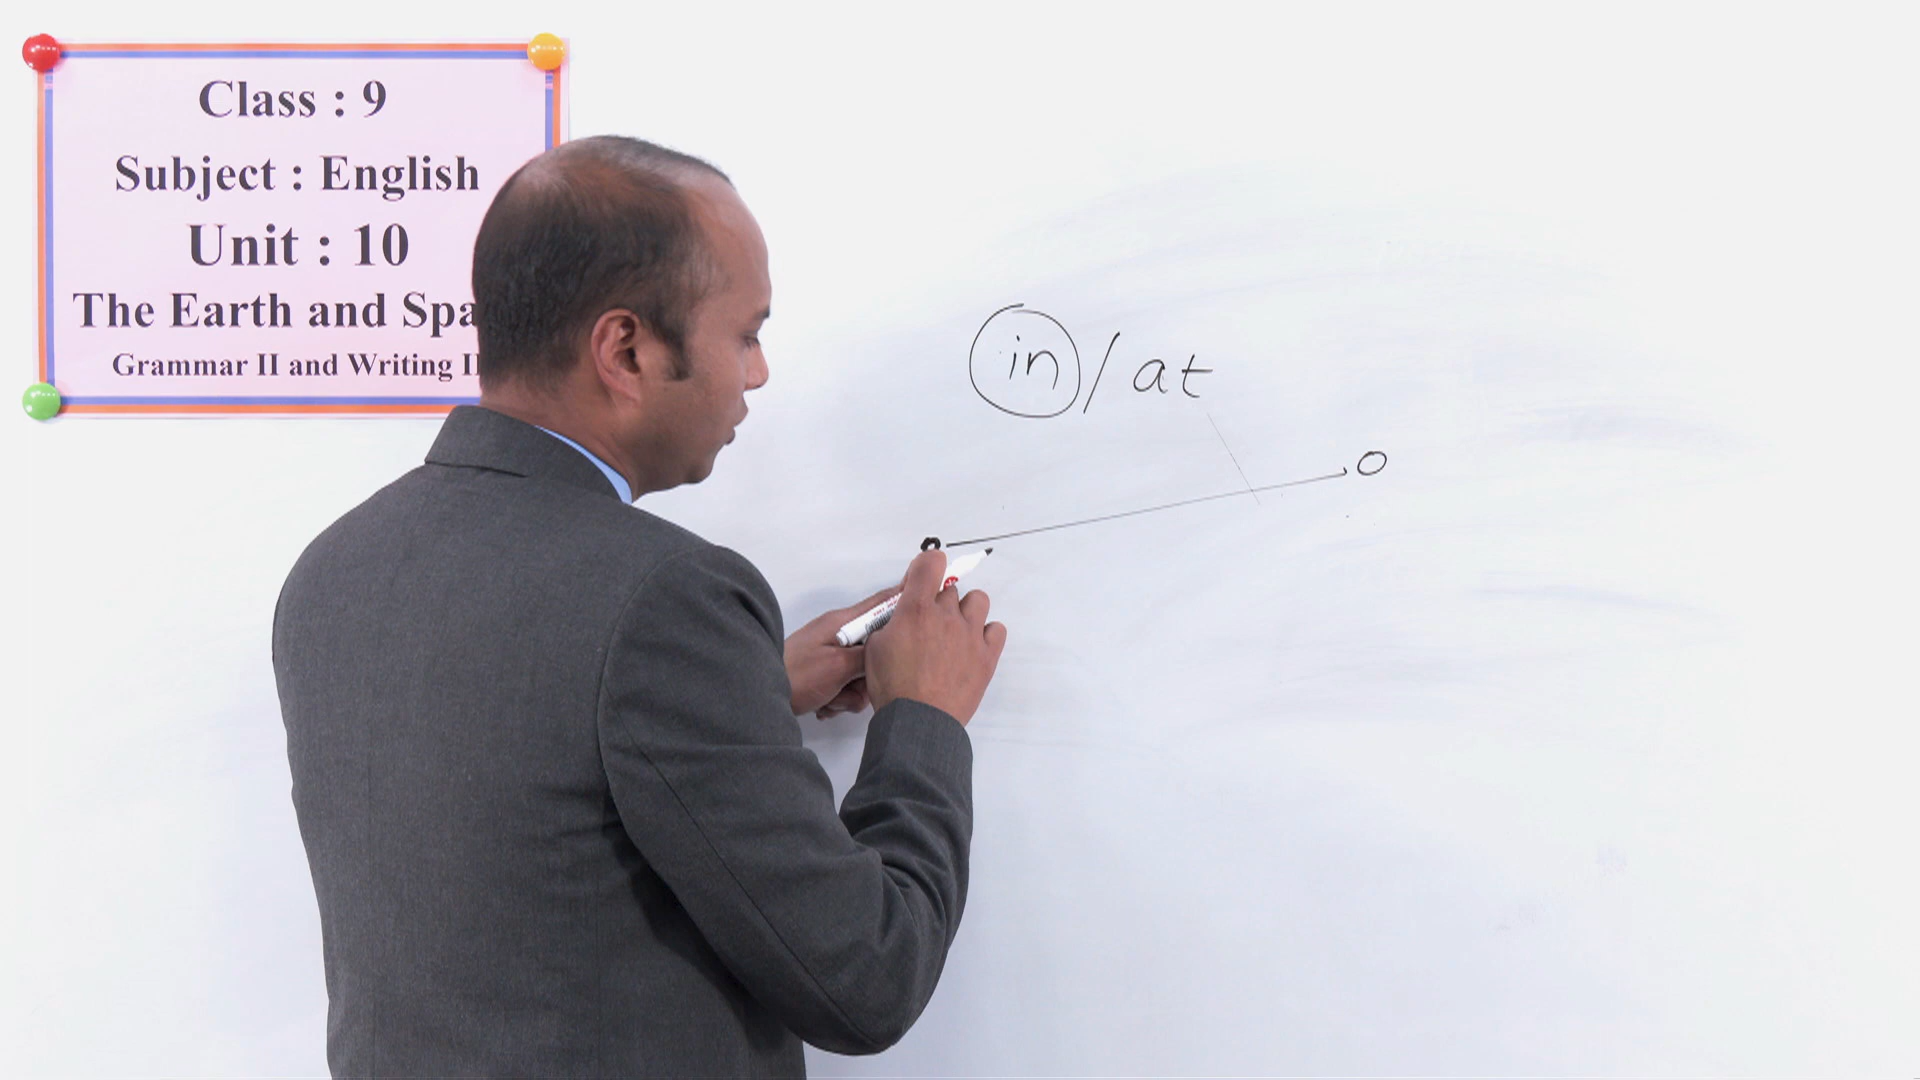 Class : 9
Subject : English
Unit : 10
The Earth and Spa
Grammar II and Writing II
in / at